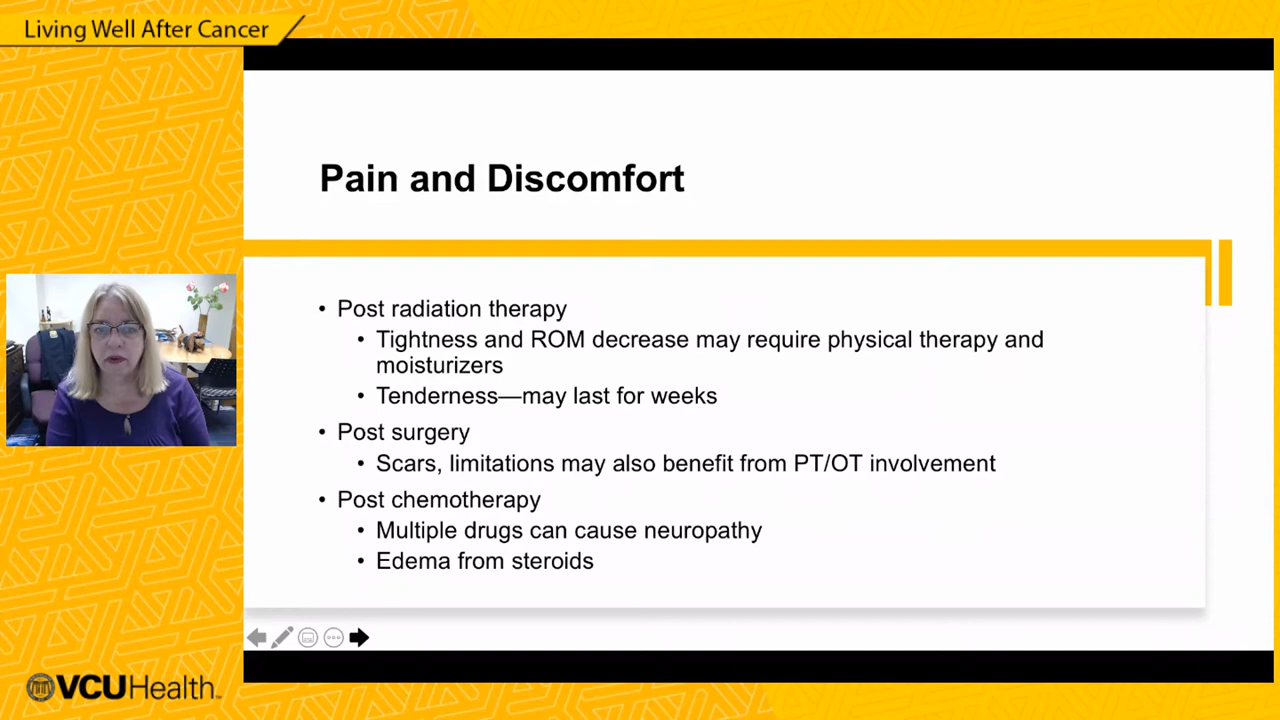 Living Well After Cancer
Pain and Discomfort
• Post radiation therapy
• Tightness and ROM decrease may require physical therapy and
moisturizers
• Tenderness—may last for weeks
• Post surgery
• Scars, limitations may also benefit from PT/OT involvement
• Post chemotherapy
• Multiple drugs can cause neuropathy
• Edema from steroids
VCUHealth